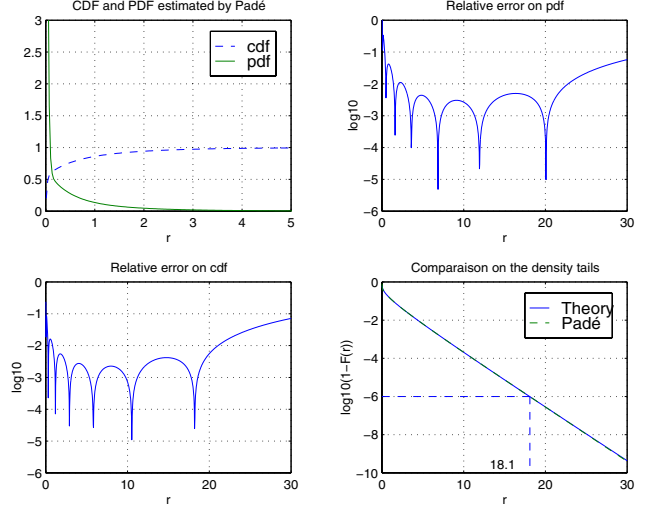 CDF and PDF estimated by Padé
3
2.5
2
1.5
1
0.5
0
0 1 2 3 4 5
r
cdf
pdf
Relative error on pdf
0
−1
−2
−3
−4
−5
−6
log10
0 10 20 30
r
Relative error on cdf
0
−1
−2
−3
−4
−5
−6
log10
0 10 20 30
r
Comparaison on the density tails
0
−2
−4
−6
−8
−10
log10(1−F(r))
Theory
Padé
18.1
0 10 20 30
r